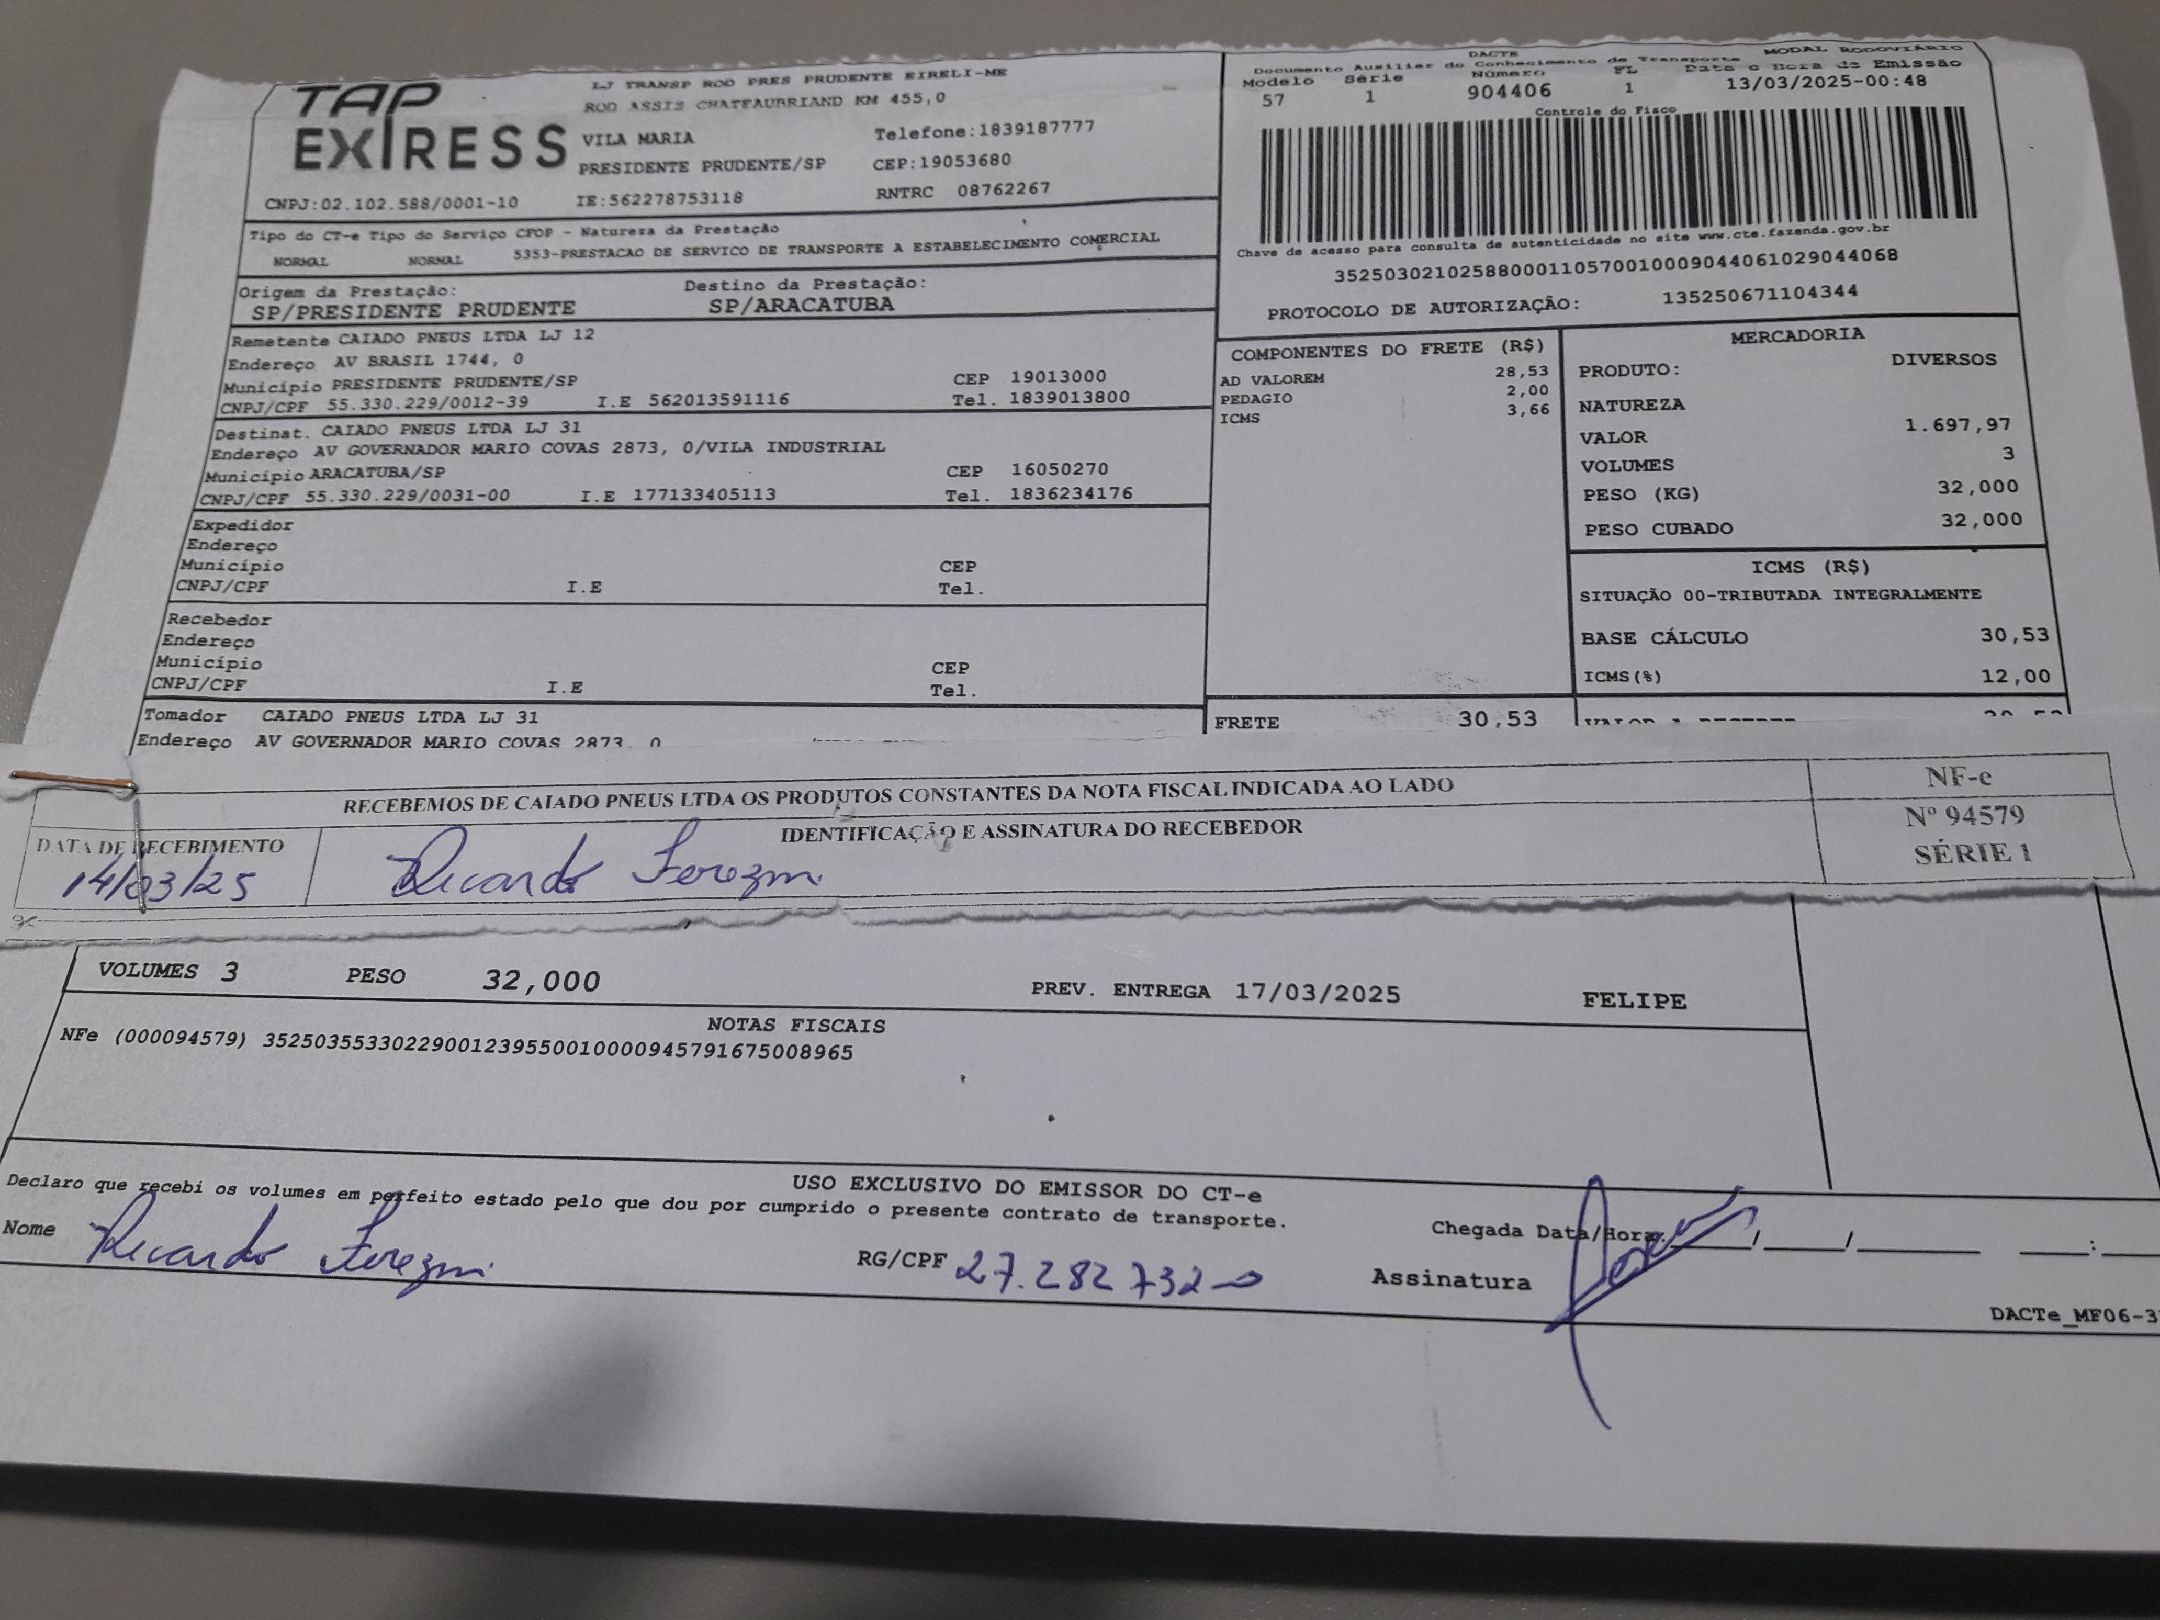 TAP
EXPRESS
LJ TRANSP ROD PRES PRUDENTE EIRELI-ME
ROD ASSIS CHATEAUBRIAND KM 455,0
VILA MARIA Telefone:1839187777
PRESIDENTE PRUDENTE/SP CEP:19053680
CNPJ:02.102.588/0001-10 IE:562278753118 RNTRC 08762267
DACTE MODAL RODOVIÁRIO
Documento Auxiliar do Conhecimento de Transporte
Modelo Série Número FL Data e Hora de Emissão
57 1 904406 1 13/03/2025-00:48
Controle do Fisco
Chave de acesso para consulta de autenticidade no site www.cte.fazenda.gov.br
35250302102588000110570010009044061029044068
PROTOCOLO DE AUTORIZAÇÃO: 135250671104344
Tipo do CT-e Tipo do Serviço CFOP - Natureza da Prestação
NORMAL NORMAL 5353-PRESTACAO DE SERVICO DE TRANSPORTE A ESTABELECIMENTO COMERCIAL
Origem da Prestação: Destino da Prestação:
SP/PRESIDENTE PRUDENTE SP/ARACATUBA
Remetente CAIADO PNEUS LTDA LJ 12
Endereço AV BRASIL 1744, 0
Município PRESIDENTE PRUDENTE/SP CEP 19013000
CNPJ/CPF 55.330.229/0012-39 I.E 562013591116 Tel. 1839013800
Destinat. CAIADO PNEUS LTDA LJ 31
Endereço AV GOVERNADOR MARIO COVAS 2873, 0/VILA INDUSTRIAL
Município ARACATUBA/SP CEP 16050270
CNPJ/CPF 55.330.229/0031-00 I.E 177133405113 Tel. 1836234176
Expedidor
Endereço
Município CEP
CNPJ/CPF I.E Tel.
Recebedor
Endereço
Município CEP
CNPJ/CPF I.E Tel.
Tomador CAIADO PNEUS LTDA LJ 31
Endereço AV GOVERNADOR MARIO COVAS 2873, 0
COMPONENTES DO FRETE (R$)
AD VALOREM 28,53
PEDAGIO 2,00
ICMS 3,66
FRETE 30,53
MERCADORIA
PRODUTO: DIVERSOS
NATUREZA
VALOR 1.697,97
VOLUMES 3
PESO (KG) 32,000
PESO CUBADO 32,000
ICMS (R$)
SITUAÇÃO 00-TRIBUTADA INTEGRALMENTE
BASE CÁLCULO 30,53
ICMS(%) 12,00
RECEBEMOS DE CAIADO PNEUS LTDA OS PRODUTOS CONSTANTES DA NOTA FISCAL INDICADA AO LADO
DATA DE RECEBIMENTO IDENTIFICAÇÃO E ASSINATURA DO RECEBEDOR
14/03/25 Ricardo
NF-e
Nº 94579
SÉRIE 1
VOLUMES 3 PESO 32,000 PREV. ENTREGA 17/03/2025 FELIPE
NOTAS FISCAIS
NFe (000094579) 35250355330229001239550010000945791675008965
USO EXCLUSIVO DO EMISSOR DO CT-e
Declaro que recebi os volumes em perfeito estado pelo que dou por cumprido o presente contrato de transporte.
Nome Ricardo RG/CPF 27.282732-0 Chegada Data/Hora: / / :
Assinatura
DACTe_MF06-3